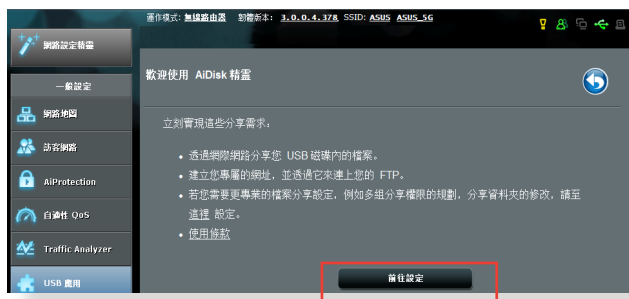 運作模式: 無線路由器 韌體版本: 3.0.0.4.378 SSID: ASUS ASUS_5G
網路設定精靈
一般設定
網路地圖
訪客網路
AiProtection
自適性 QoS
Traffic Analyzer
USB 應用
歡迎使用 AiDisk 精靈
立刻實現這些分享需求:
• 透過網際網路分享您 USB 磁碟內的檔案。
• 建立您專屬的網址，並透過它來連上您的 FTP。
• 若您需要更專業的檔案分享設定，例如多組分享權限的規劃，分享資料夾的修改，請至
這裡 設定。
• 使用條款
前往設定